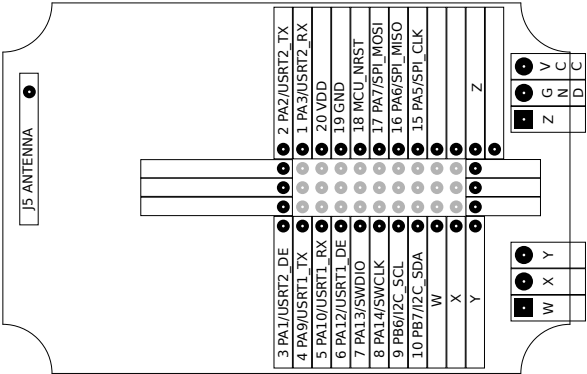 J5 ANTENNA
2 PA2/USRT2_TX
1 PA3/USRT2_RX
20 VDD
19 GND
18 MCU_NRST
17 PA7/SPI_MOSI
16 PA6/SPI_MISO
15 PA5/SPI_CLK
Z
3 PA1/USRT2_DE
4 PA9/USRT1_TX
5 PA10/USRT1_RX
6 PA12/USRT1_DE
7 PA13/SWDIO
8 PA14/SWCLK
9 PB6/I2C_SCL
10 PB7/I2C_SDA
W
X
Y
VCC
GND
Z
Y
X
W